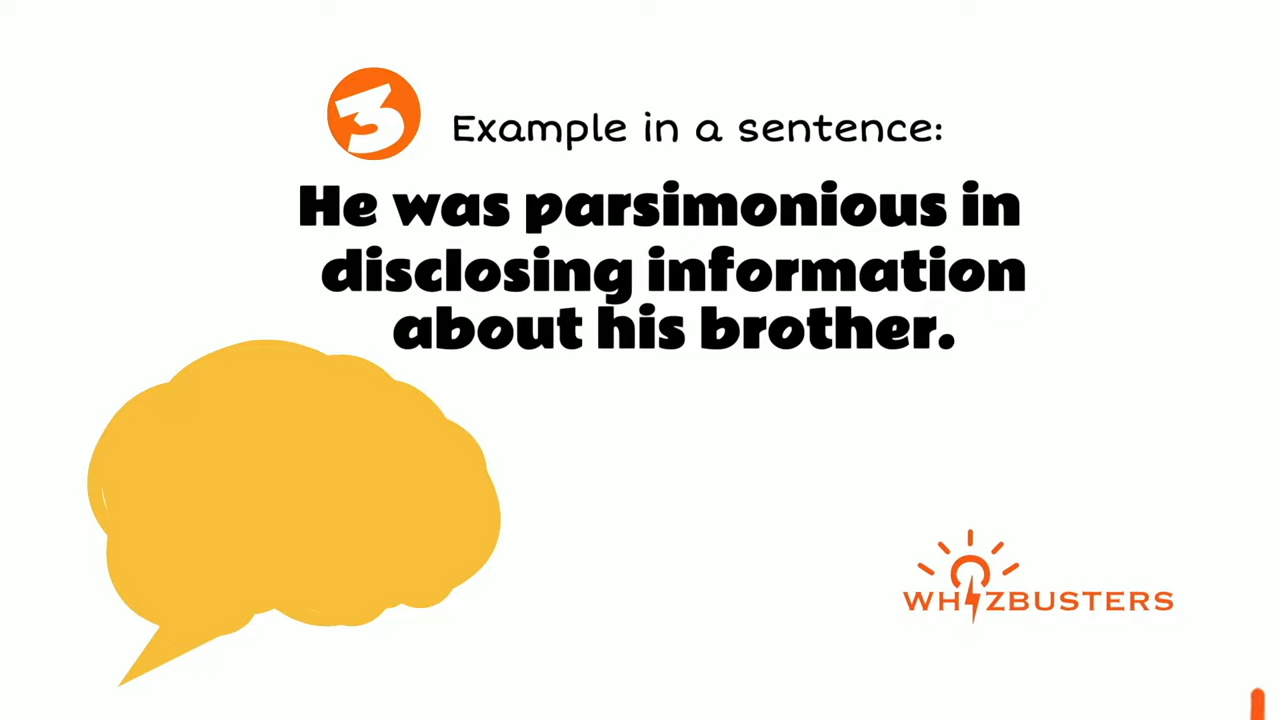 3 Example in a sentence:
He was parsimonious in
disclosing information
about his brother.
WHIZBUSTERS